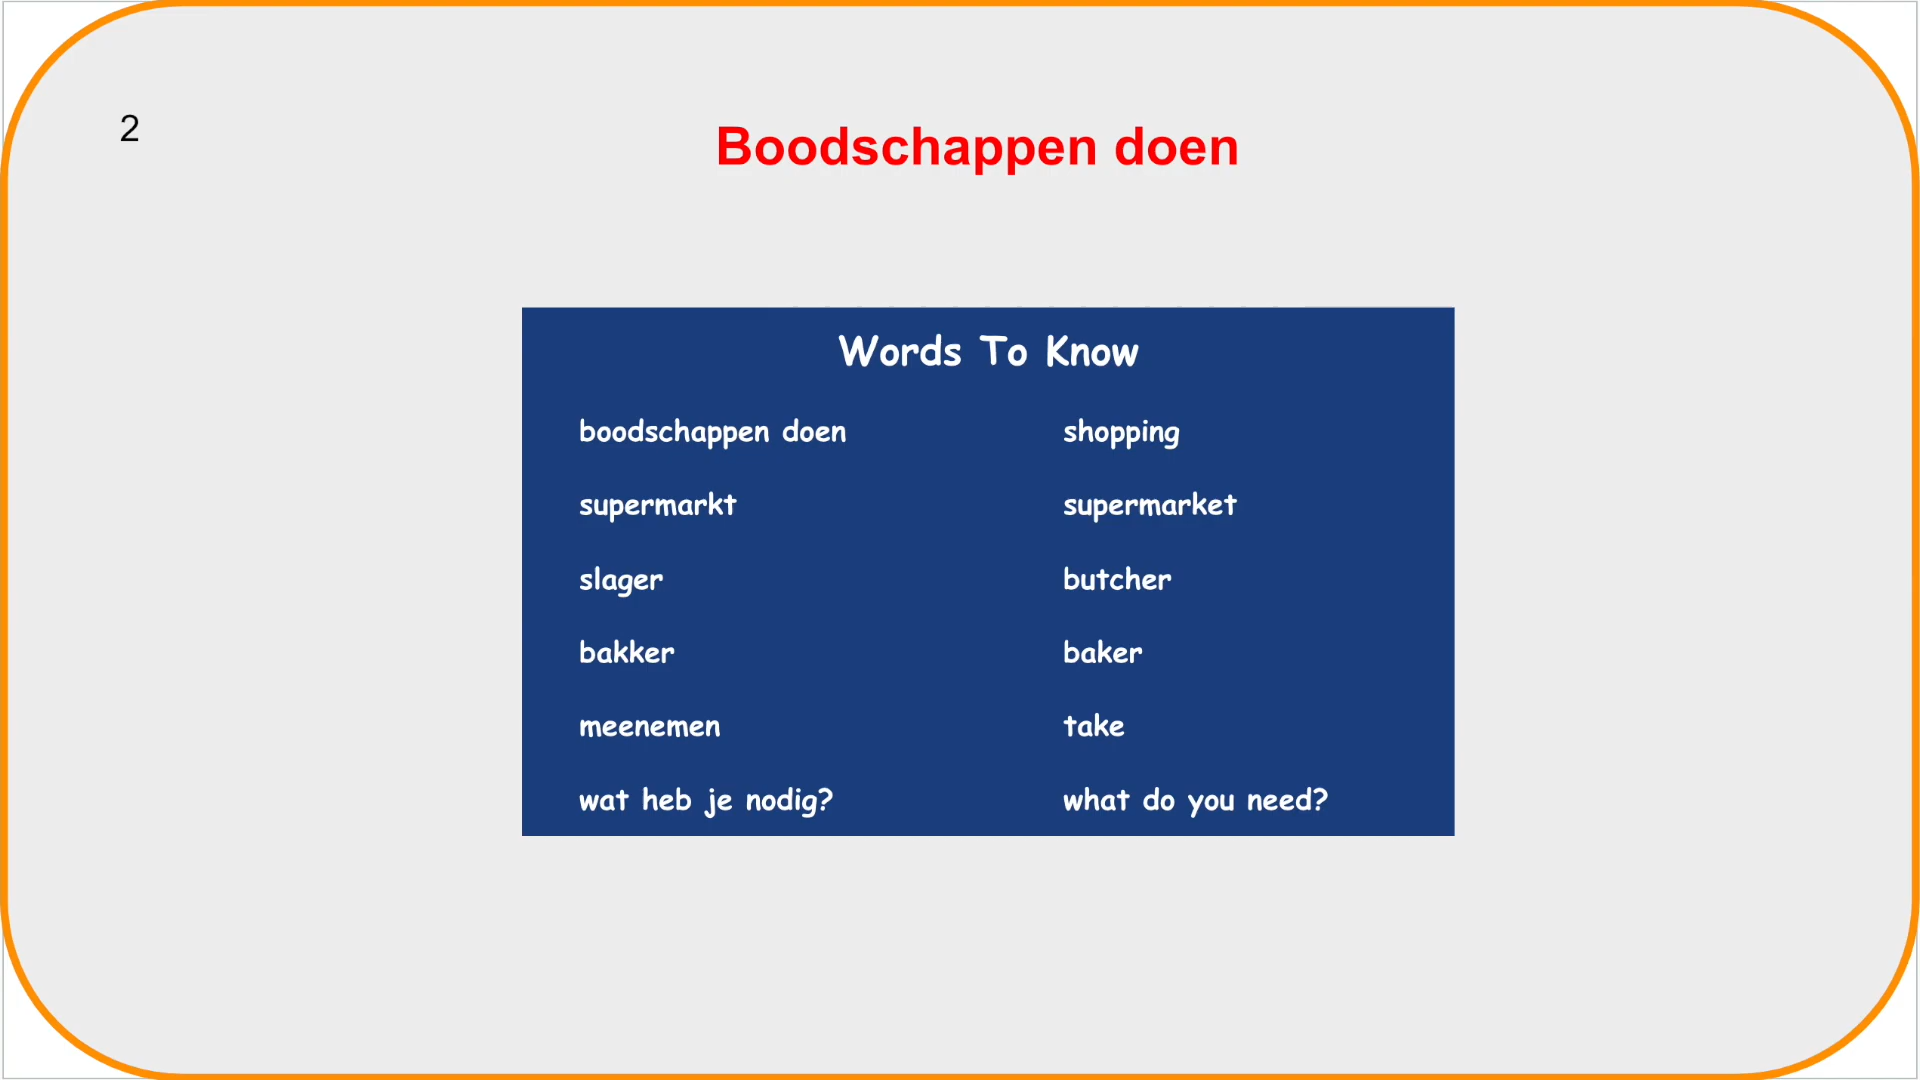 2
Boodschappen doen
Words To Know
boodschappen doen shopping
supermarkt supermarket
slager butcher
bakker baker
meenemen take
wat heb je nodig? what do you need?